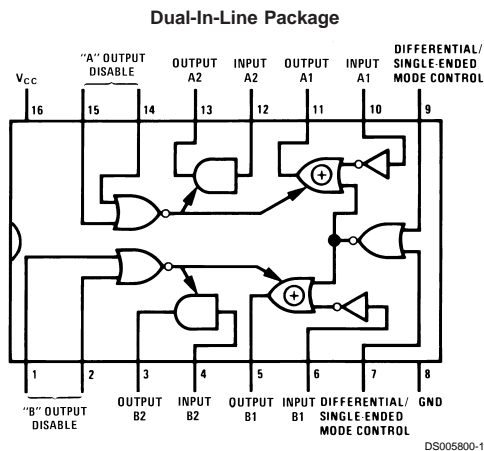 Dual-In-Line Package
DIFFERENTIAL/
SINGLE-ENDED
MODE CONTROL
"A" OUTPUT
DISABLE
OUTPUT
A2
INPUT
A2
OUTPUT
A1
INPUT
A1
VCC
16
15
14
13
12
11
10
9
1
2
3
4
5
6
7
8
"B" OUTPUT
DISABLE
OUTPUT
B2
INPUT
B2
OUTPUT
B1
INPUT
B1
DIFFERENTIAL/
SINGLE-ENDED
MODE CONTROL
GND
DS005800-1